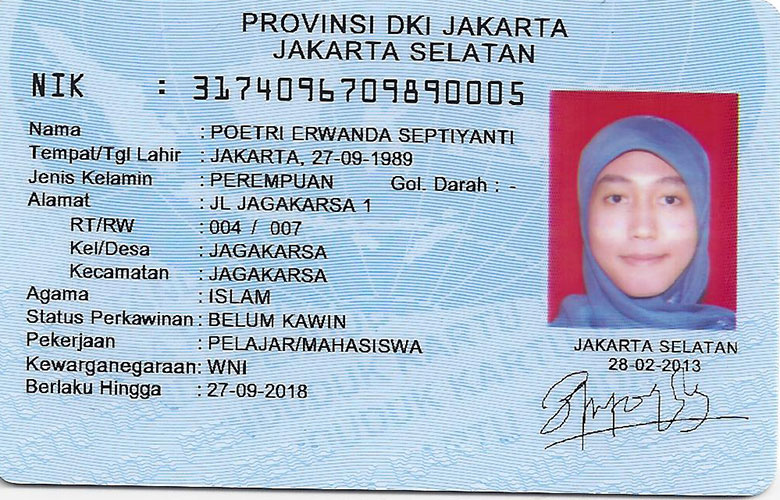 PROVINSI DKI JAKARTA
JAKARTA SELATAN
NIK : 3174096709890005
Nama : POETRI ERWANDA SEPTIYANTI
Tempat/Tgl Lahir : JAKARTA, 27-09-1989
Jenis Kelamin : PEREMPUAN Gol. Darah : -
Alamat : JL JAGAKARSA 1
RT/RW : 004 / 007
Kel/Desa : JAGAKARSA
Kecamatan : JAGAKARSA
Agama : ISLAM
Status Perkawinan : BELUM KAWIN
Pekerjaan : PELAJAR/MAHASISWA
Kewarganegaraan : WNI
Berlaku Hingga : 27-09-2018
JAKARTA SELATAN
28-02-2013